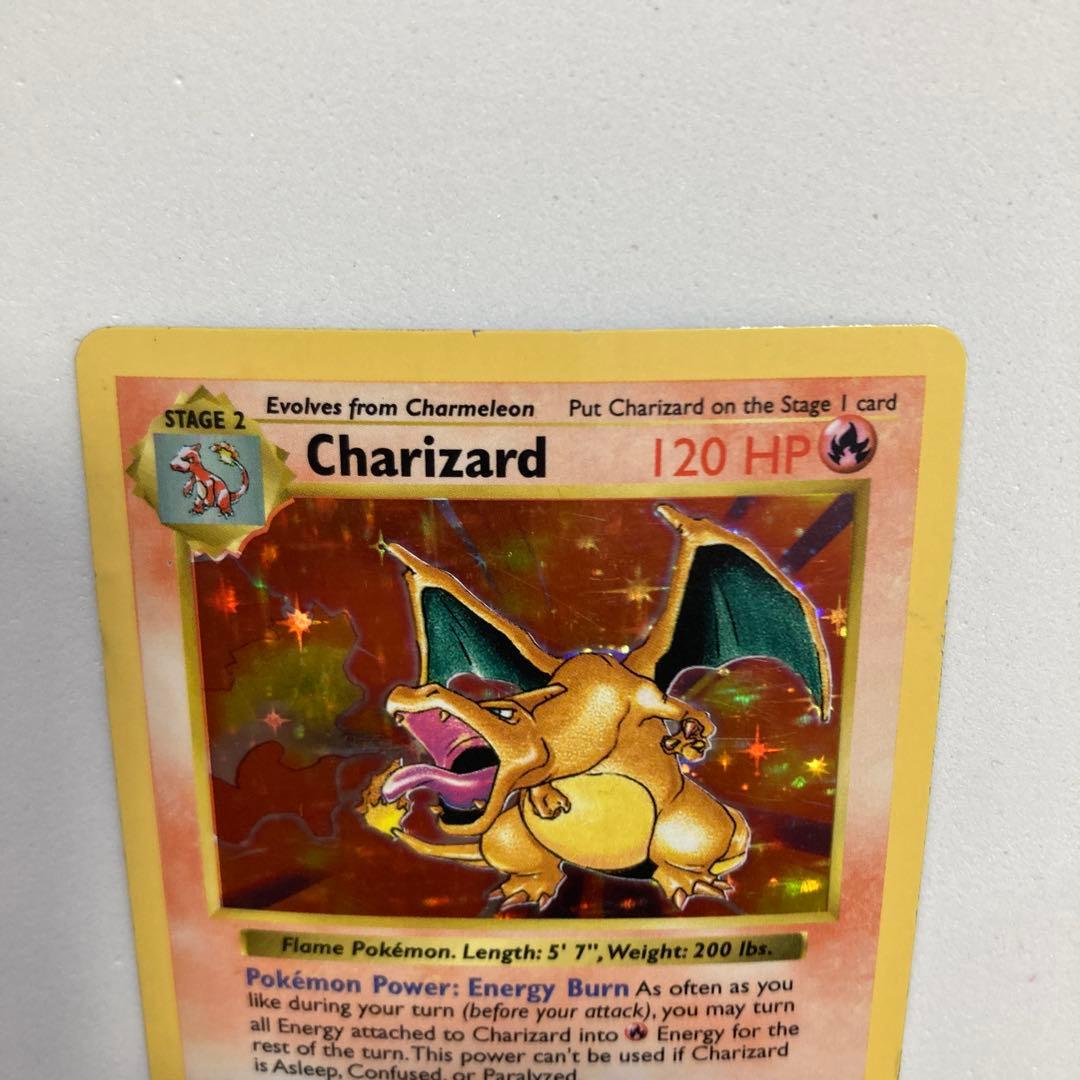 STAGE 2
Evolves from Charmeleon Put Charizard on the Stage 1 card
Charizard 120 HP
Flame Pokémon. Length: 5' 7", Weight: 200 lbs.
Pokémon Power: Energy Burn As often as you
like during your turn (before your attack), you may turn
all Energy attached to Charizard into Energy for the
rest of the turn. This power can't be used if Charizard
is Asleep, Confused, or Paralyzed.